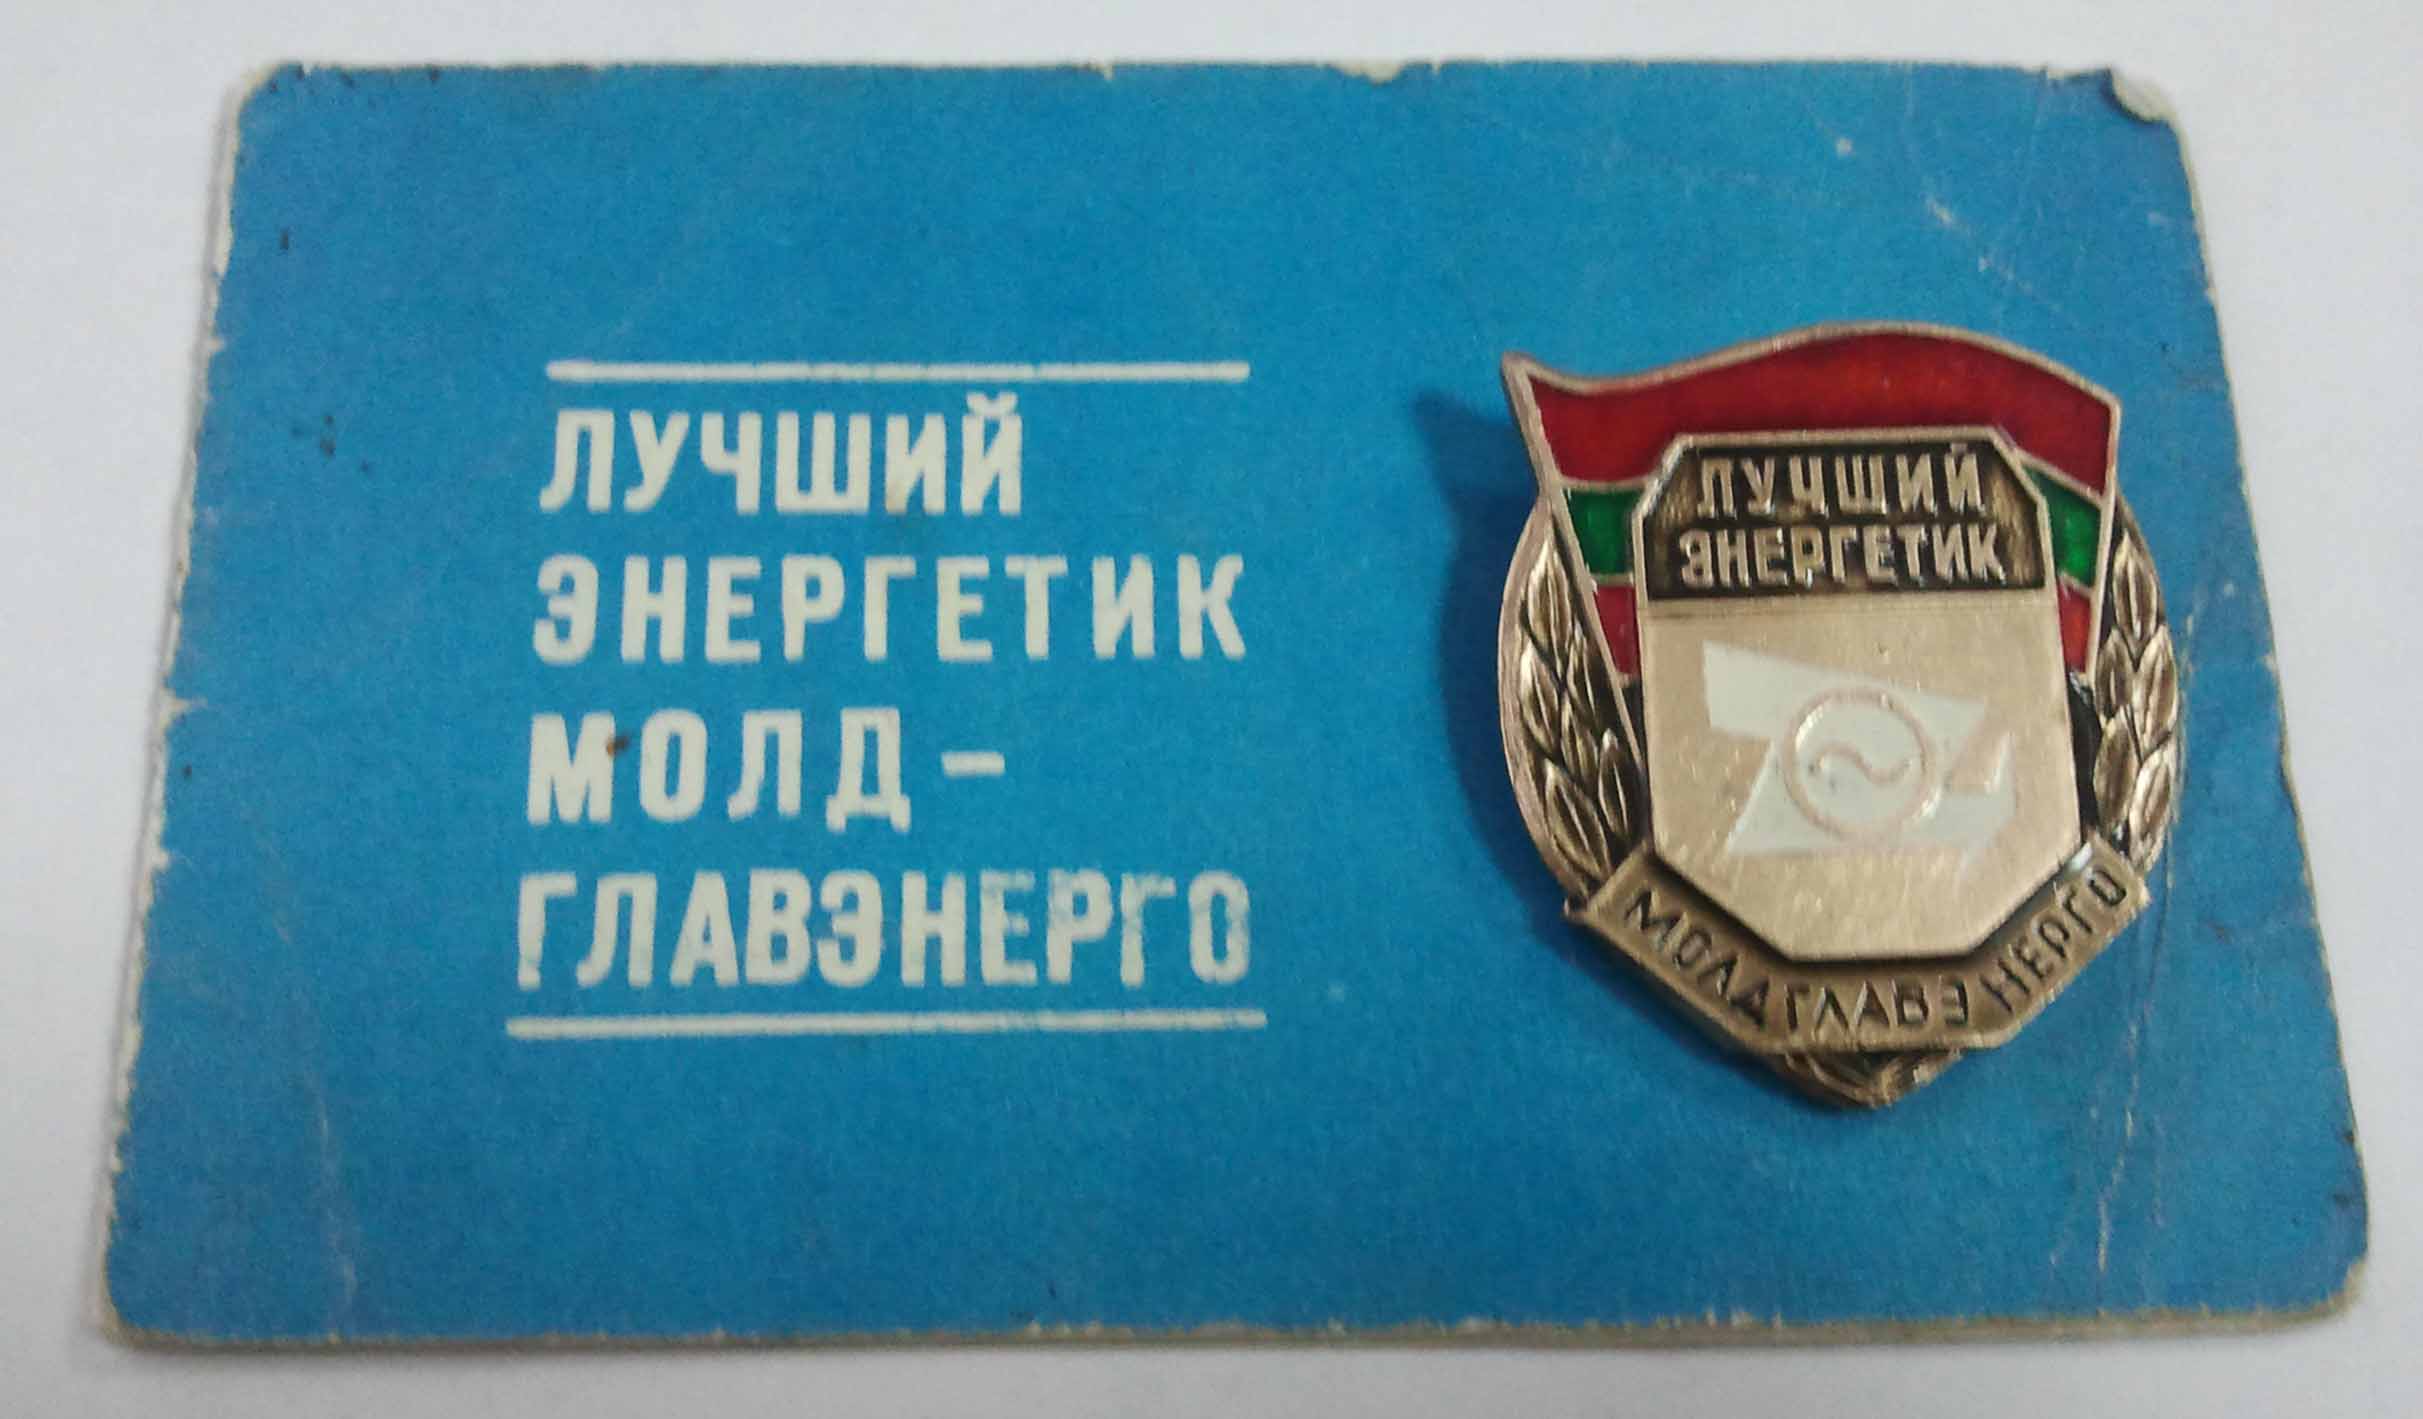 ЛУЧШИЙ
ЭНЕРГЕТИК
МОЛД-
ГЛАВЭНЕРГО
ЛУЧШИЙ
ЭНЕРГЕТИК
МОЛДГЛАВЭНЕРГО